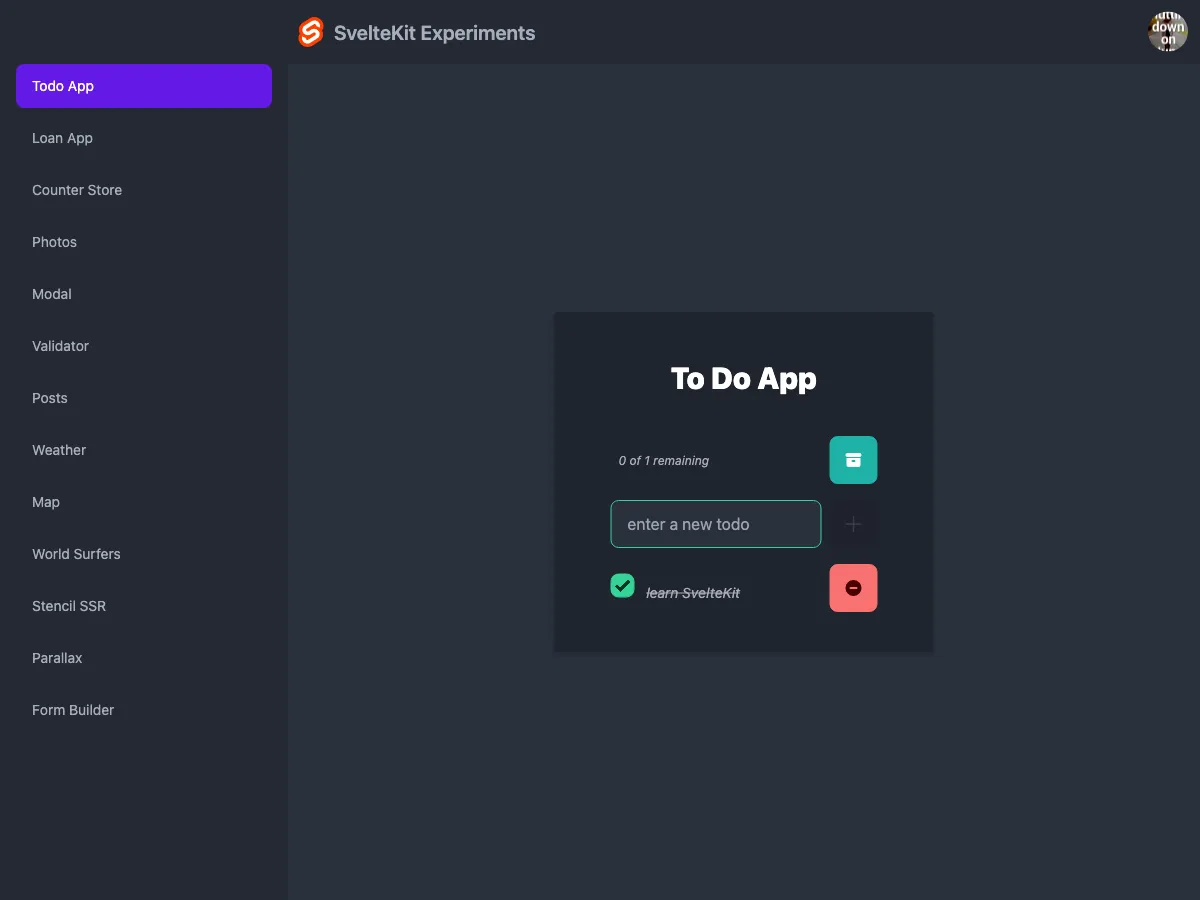 SvelteKit Experiments
down
on
Todo App
Loan App
Counter Store
Photos
Modal
Validator
Posts
Weather
Map
World Surfers
Stencil SSR
Parallax
Form Builder
To Do App
0 of 1 remaining
enter a new todo
learn SvelteKit